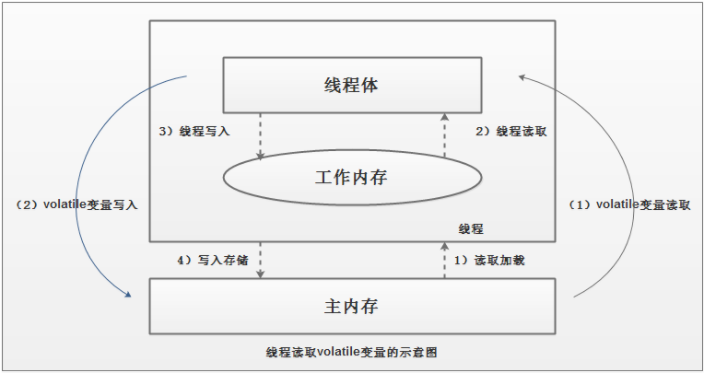 线程体
3）线程写入
2）线程读取
工作内存
（2）volatile变量写入
（1）volatile变量读取
线程
4）写入存储
1）读取加载
主内存
线程读取volatile变量的示意图